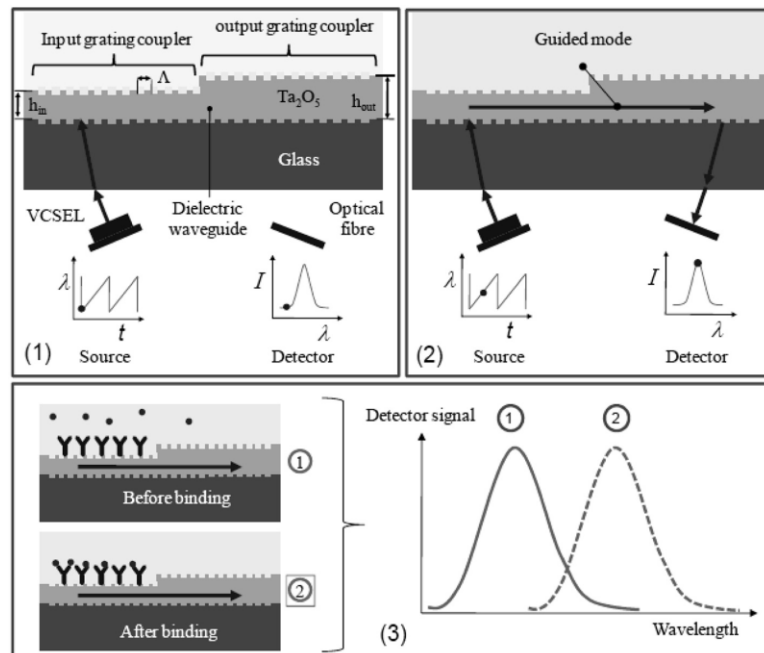 Input grating coupler
output grating coupler
Λ
h_in
Ta₂O₅
h_out
Glass
VCSEL
Dielectric
waveguide
Optical
fibre
λ
t
I
λ
(1)
Source
Detector
Guided mode
λ
t
I
λ
(2)
Source
Detector
1
Before binding
2
After binding
Detector signal
1
2
(3)
Wavelength